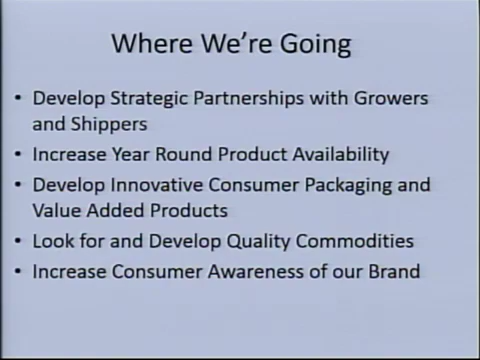 Where We're Going
• Develop Strategic Partnerships with Growers
and Shippers
• Increase Year Round Product Availability
• Develop Innovative Consumer Packaging and
Value Added Products
• Look for and Develop Quality Commodities
• Increase Consumer Awareness of our Brand